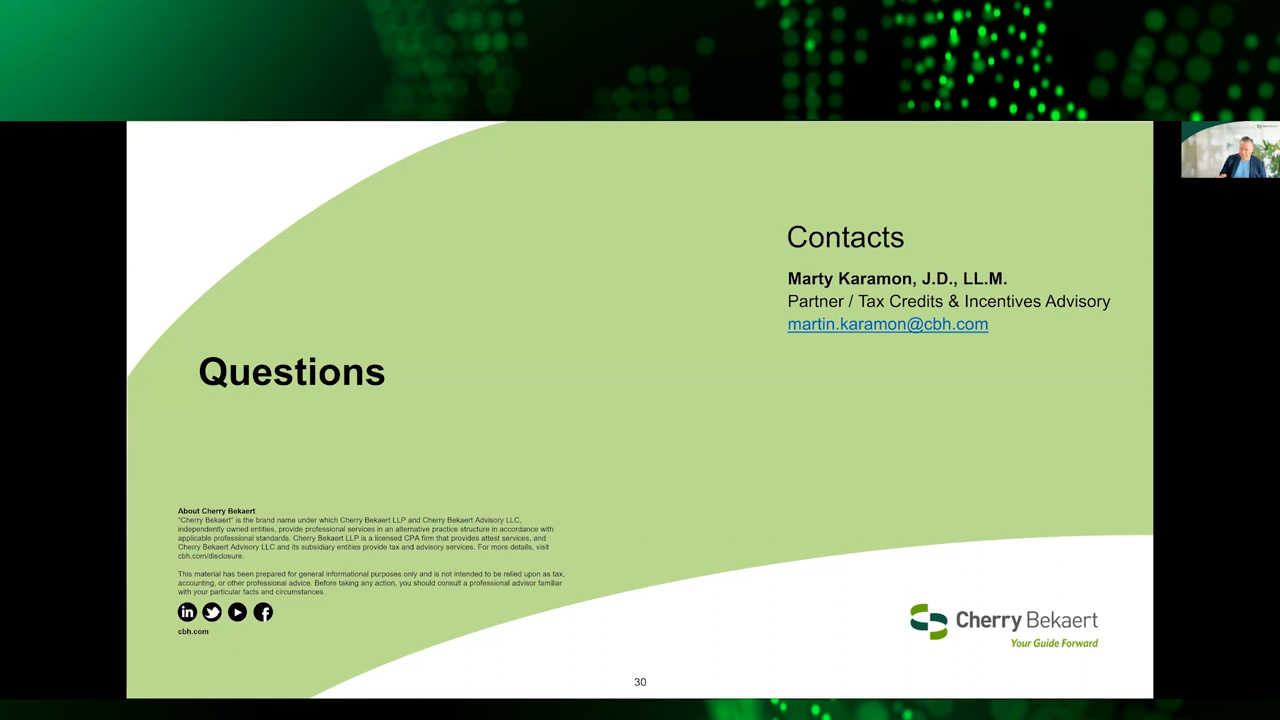 Contacts
Marty Karamon, J.D., LL.M.
Partner / Tax Credits & Incentives Advisory
martin.karamon@cbh.com
Questions
About Cherry Bekaert
“Cherry Bekaert” is the brand name under which Cherry Bekaert LLP and Cherry Bekaert Advisory LLC,
independently owned entities, provide professional services in an alternative practice structure in accordance with
applicable professional standards. Cherry Bekaert LLP is a licensed CPA firm that provides attest services, and
Cherry Bekaert Advisory LLC and its subsidiary entities provide tax and advisory services. For more details, visit
cbh.com/disclosure.
This material has been prepared for general informational purposes only and is not intended to be relied upon as tax,
accounting, or other professional advice. Before taking any action, you should consult a professional advisor familiar
with your particular facts and circumstances.
in
f
cbh.com
Cherry Bekaert
Your Guide Forward
30